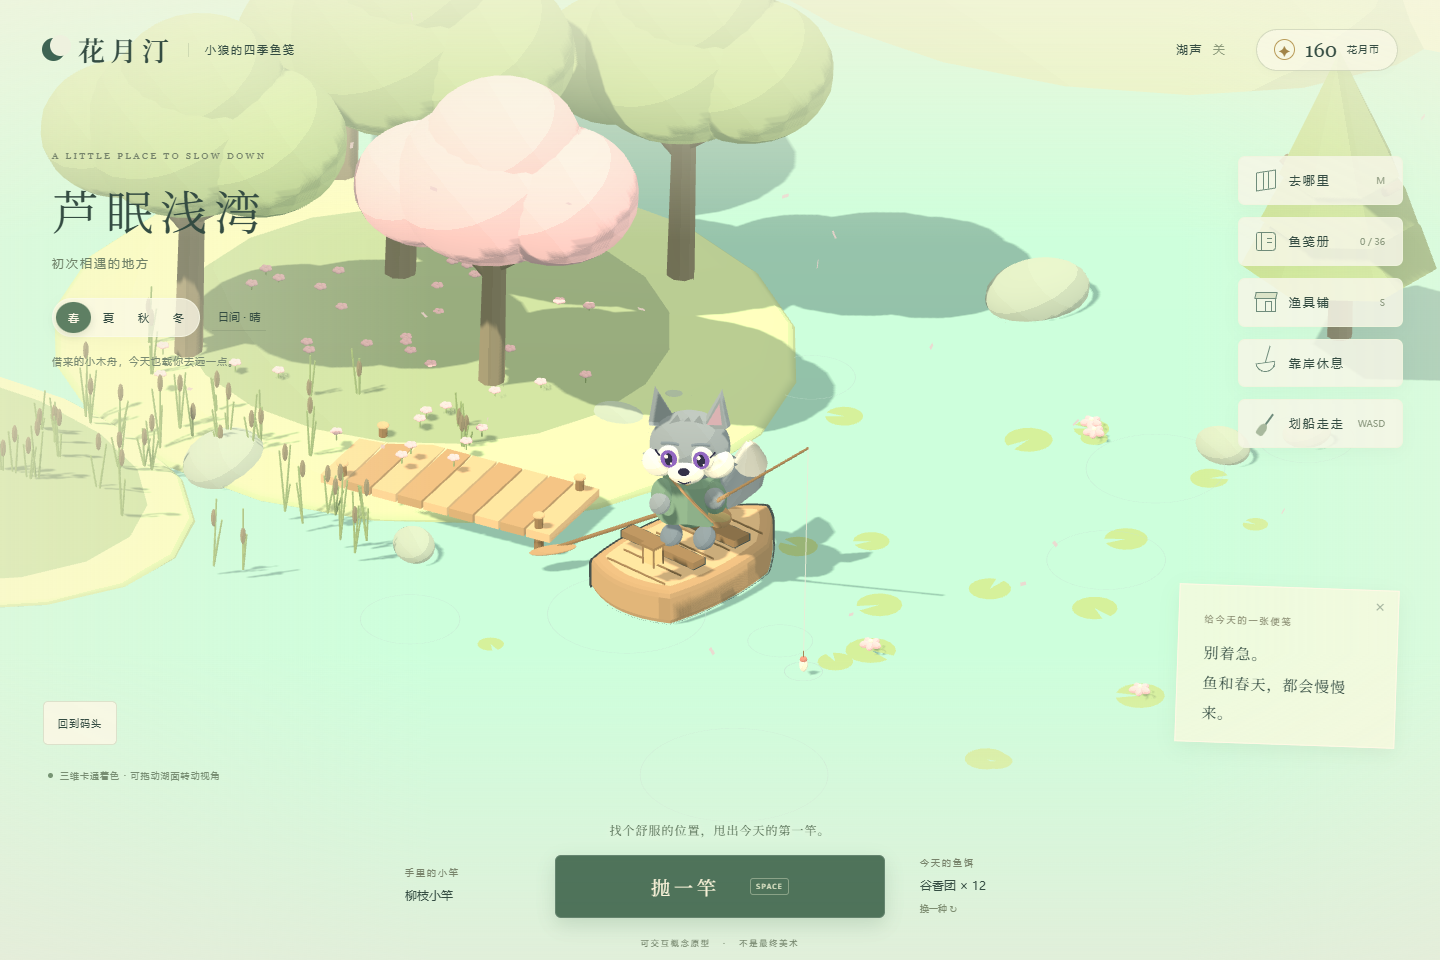 花月汀
小狼的四季鱼笺
湖声 关
160 花月币
A LITTLE PLACE TO SLOW DOWN
芦眠浅湾
初次相遇的地方
春 夏 秋 冬
日间 · 晴
借来的小木舟，今天也载你去远一点。
去哪里 M
鱼笺册 0 / 36
渔具铺 S
靠岸休息
划船走走 WASD
×
给今天的一张便笺
别着急。
鱼和春天，都会慢慢
来。
回到码头
三维卡通着色 · 可拖动湖面转动视角
找个舒服的位置，甩出今天的第一竿。
手里的小竿
柳枝小竿
抛一竿 SPACE
今天的鱼饵
谷香团 × 12
换一种 ↻
可交互概念原型 · 不是最终美术